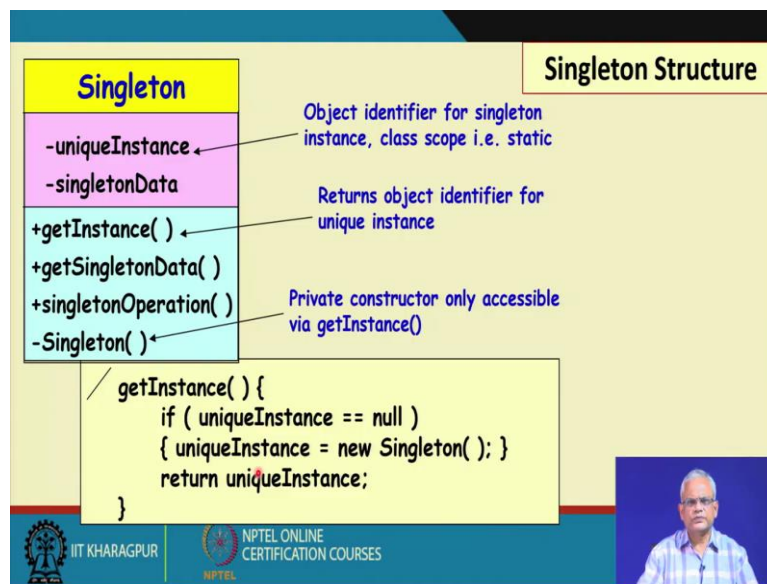 Singleton Structure
Singleton
-uniqueInstance
-singletonData
+getInstance( )
+getSingletonData( )
+singletonOperation( )
-Singleton( )
Object identifier for singleton
instance, class scope i.e. static
Returns object identifier for
unique instance
Private constructor only accessible
via getInstance()
getInstance( ) {
if ( uniqueInstance == null )
{ uniqueInstance = new Singleton( ); }
return uniqueInstance;
}
IIT KHARAGPUR
NPTEL
NPTEL ONLINE
CERTIFICATION COURSES